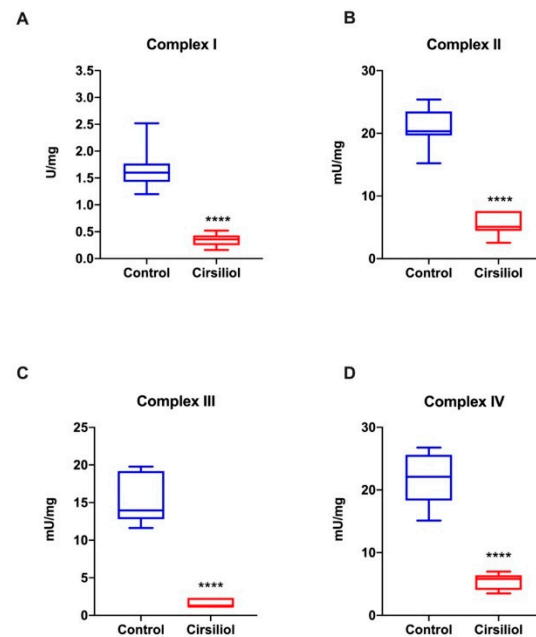 A
Complex I
U/mg
3.5
3.0
2.5
2.0
1.5
1.0
0.5
0.0
****
Control
Cirsiliol
B
Complex II
mU/mg
30
20
10
0
****
Control
Cirsiliol
C
Complex III
mU/mg
25
20
15
10
5
0
****
Control
Cirsiliol
D
Complex IV
mU/mg
30
20
10
0
****
Control
Cirsiliol